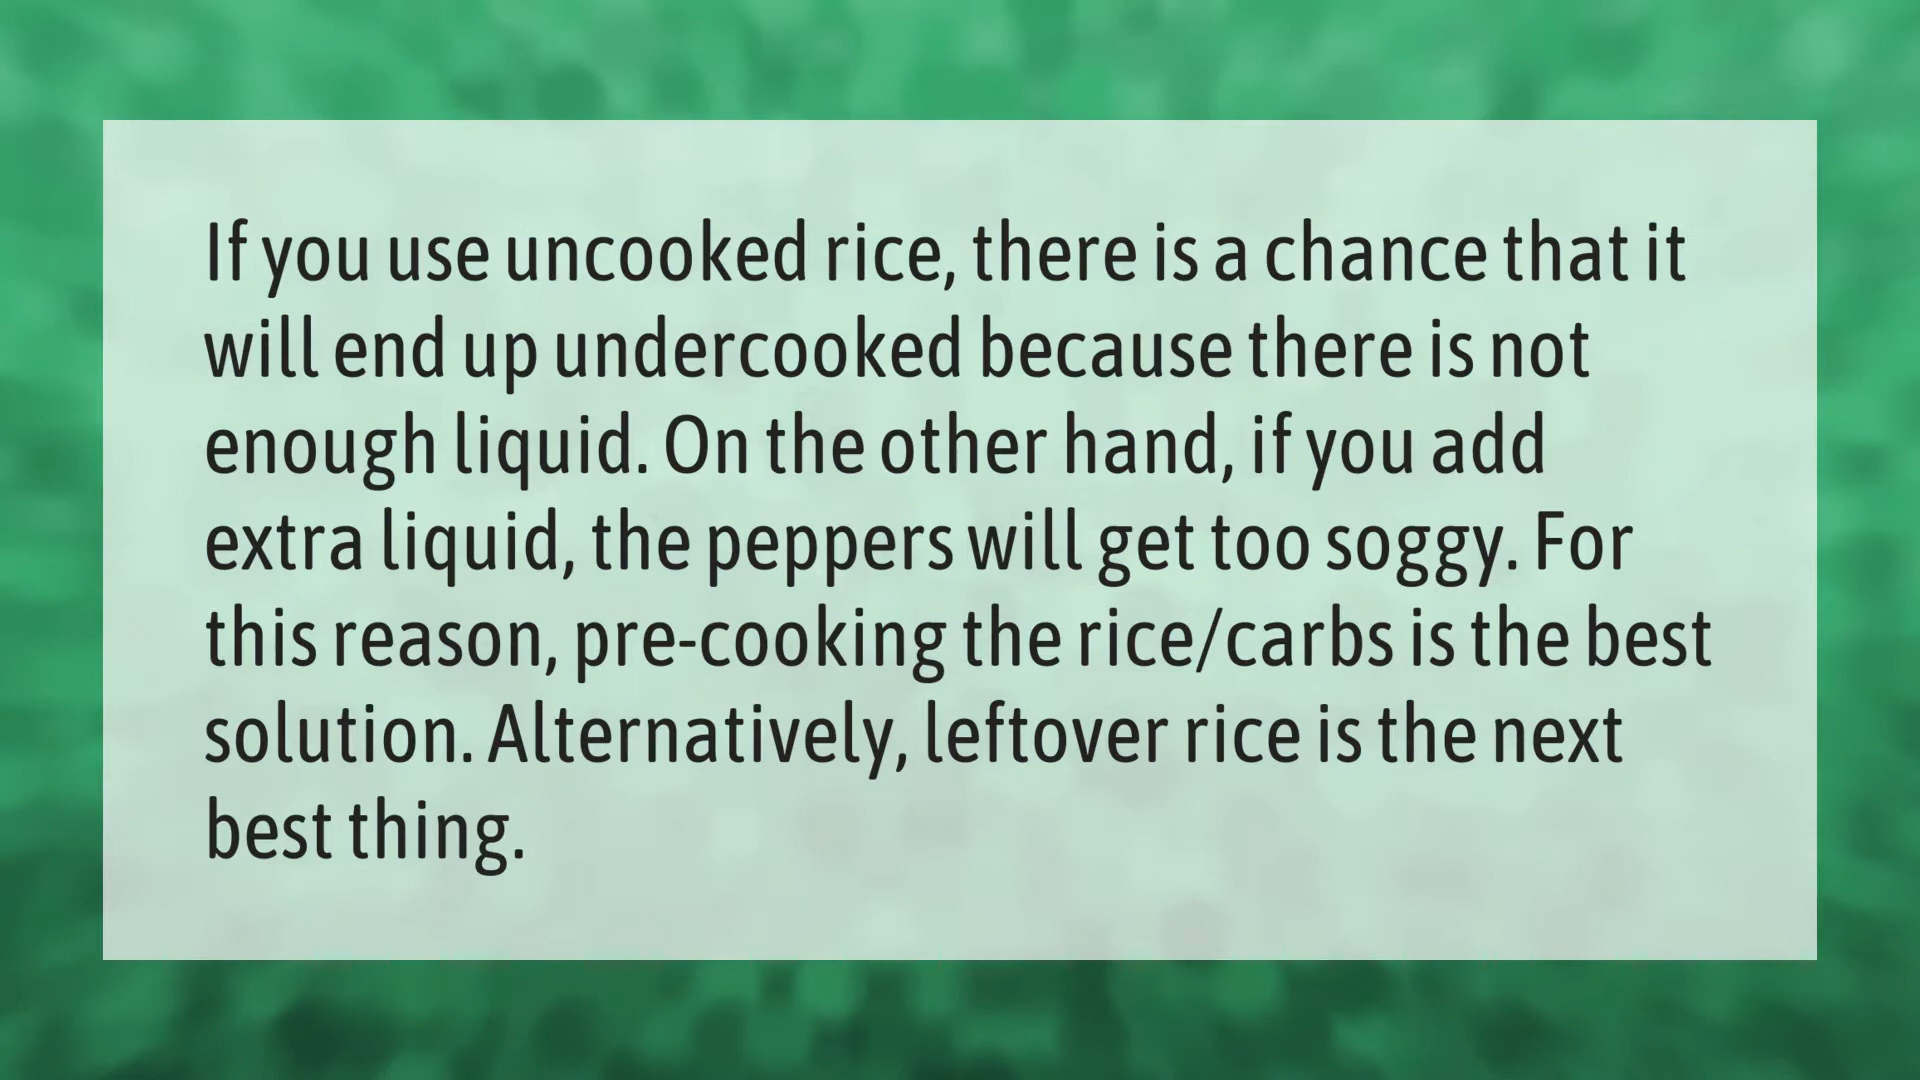 If you use uncooked rice, there is a chance that it
will end up undercooked because there is not
enough liquid. On the other hand, if you add
extra liquid, the peppers will get too soggy. For
this reason, pre-cooking the rice/carbs is the best
solution. Alternatively, leftover rice is the next
best thing.